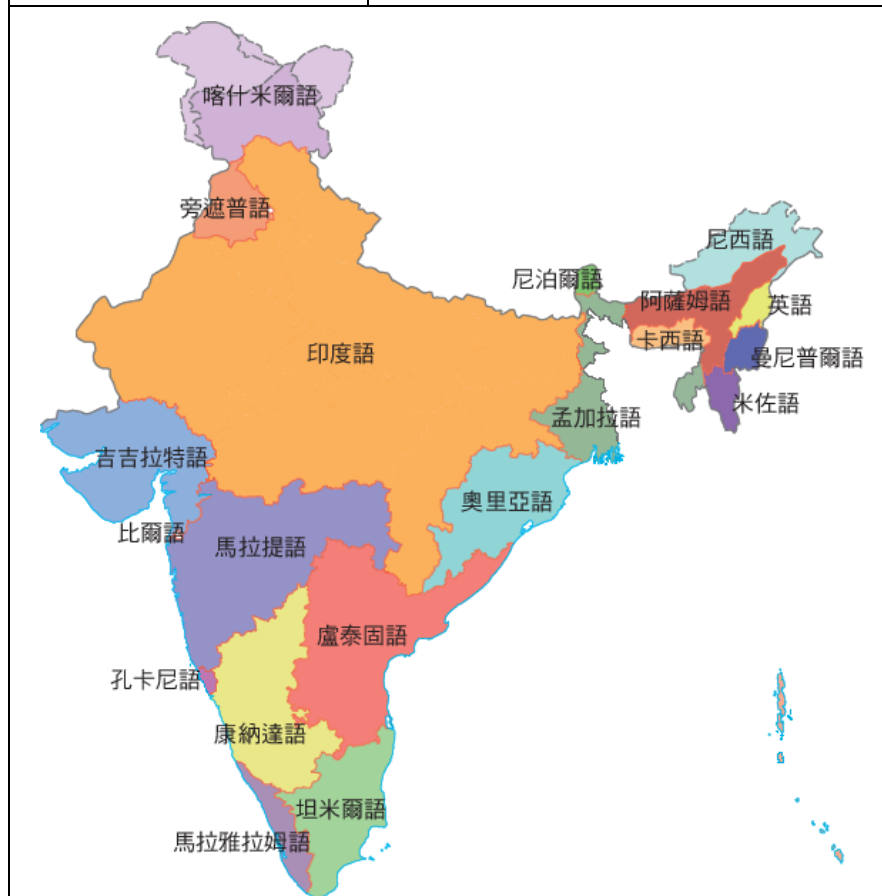 喀什米爾語
旁遮普語
尼西語
尼泊爾語
阿薩姆語
英語
卡西語
印度語
曼尼普爾語
米佐語
孟加拉語
吉吉拉特語
奧里亞語
比爾語
馬拉提語
盧泰固語
孔卡尼語
康納達語
坦米爾語
馬拉雅拉姆語